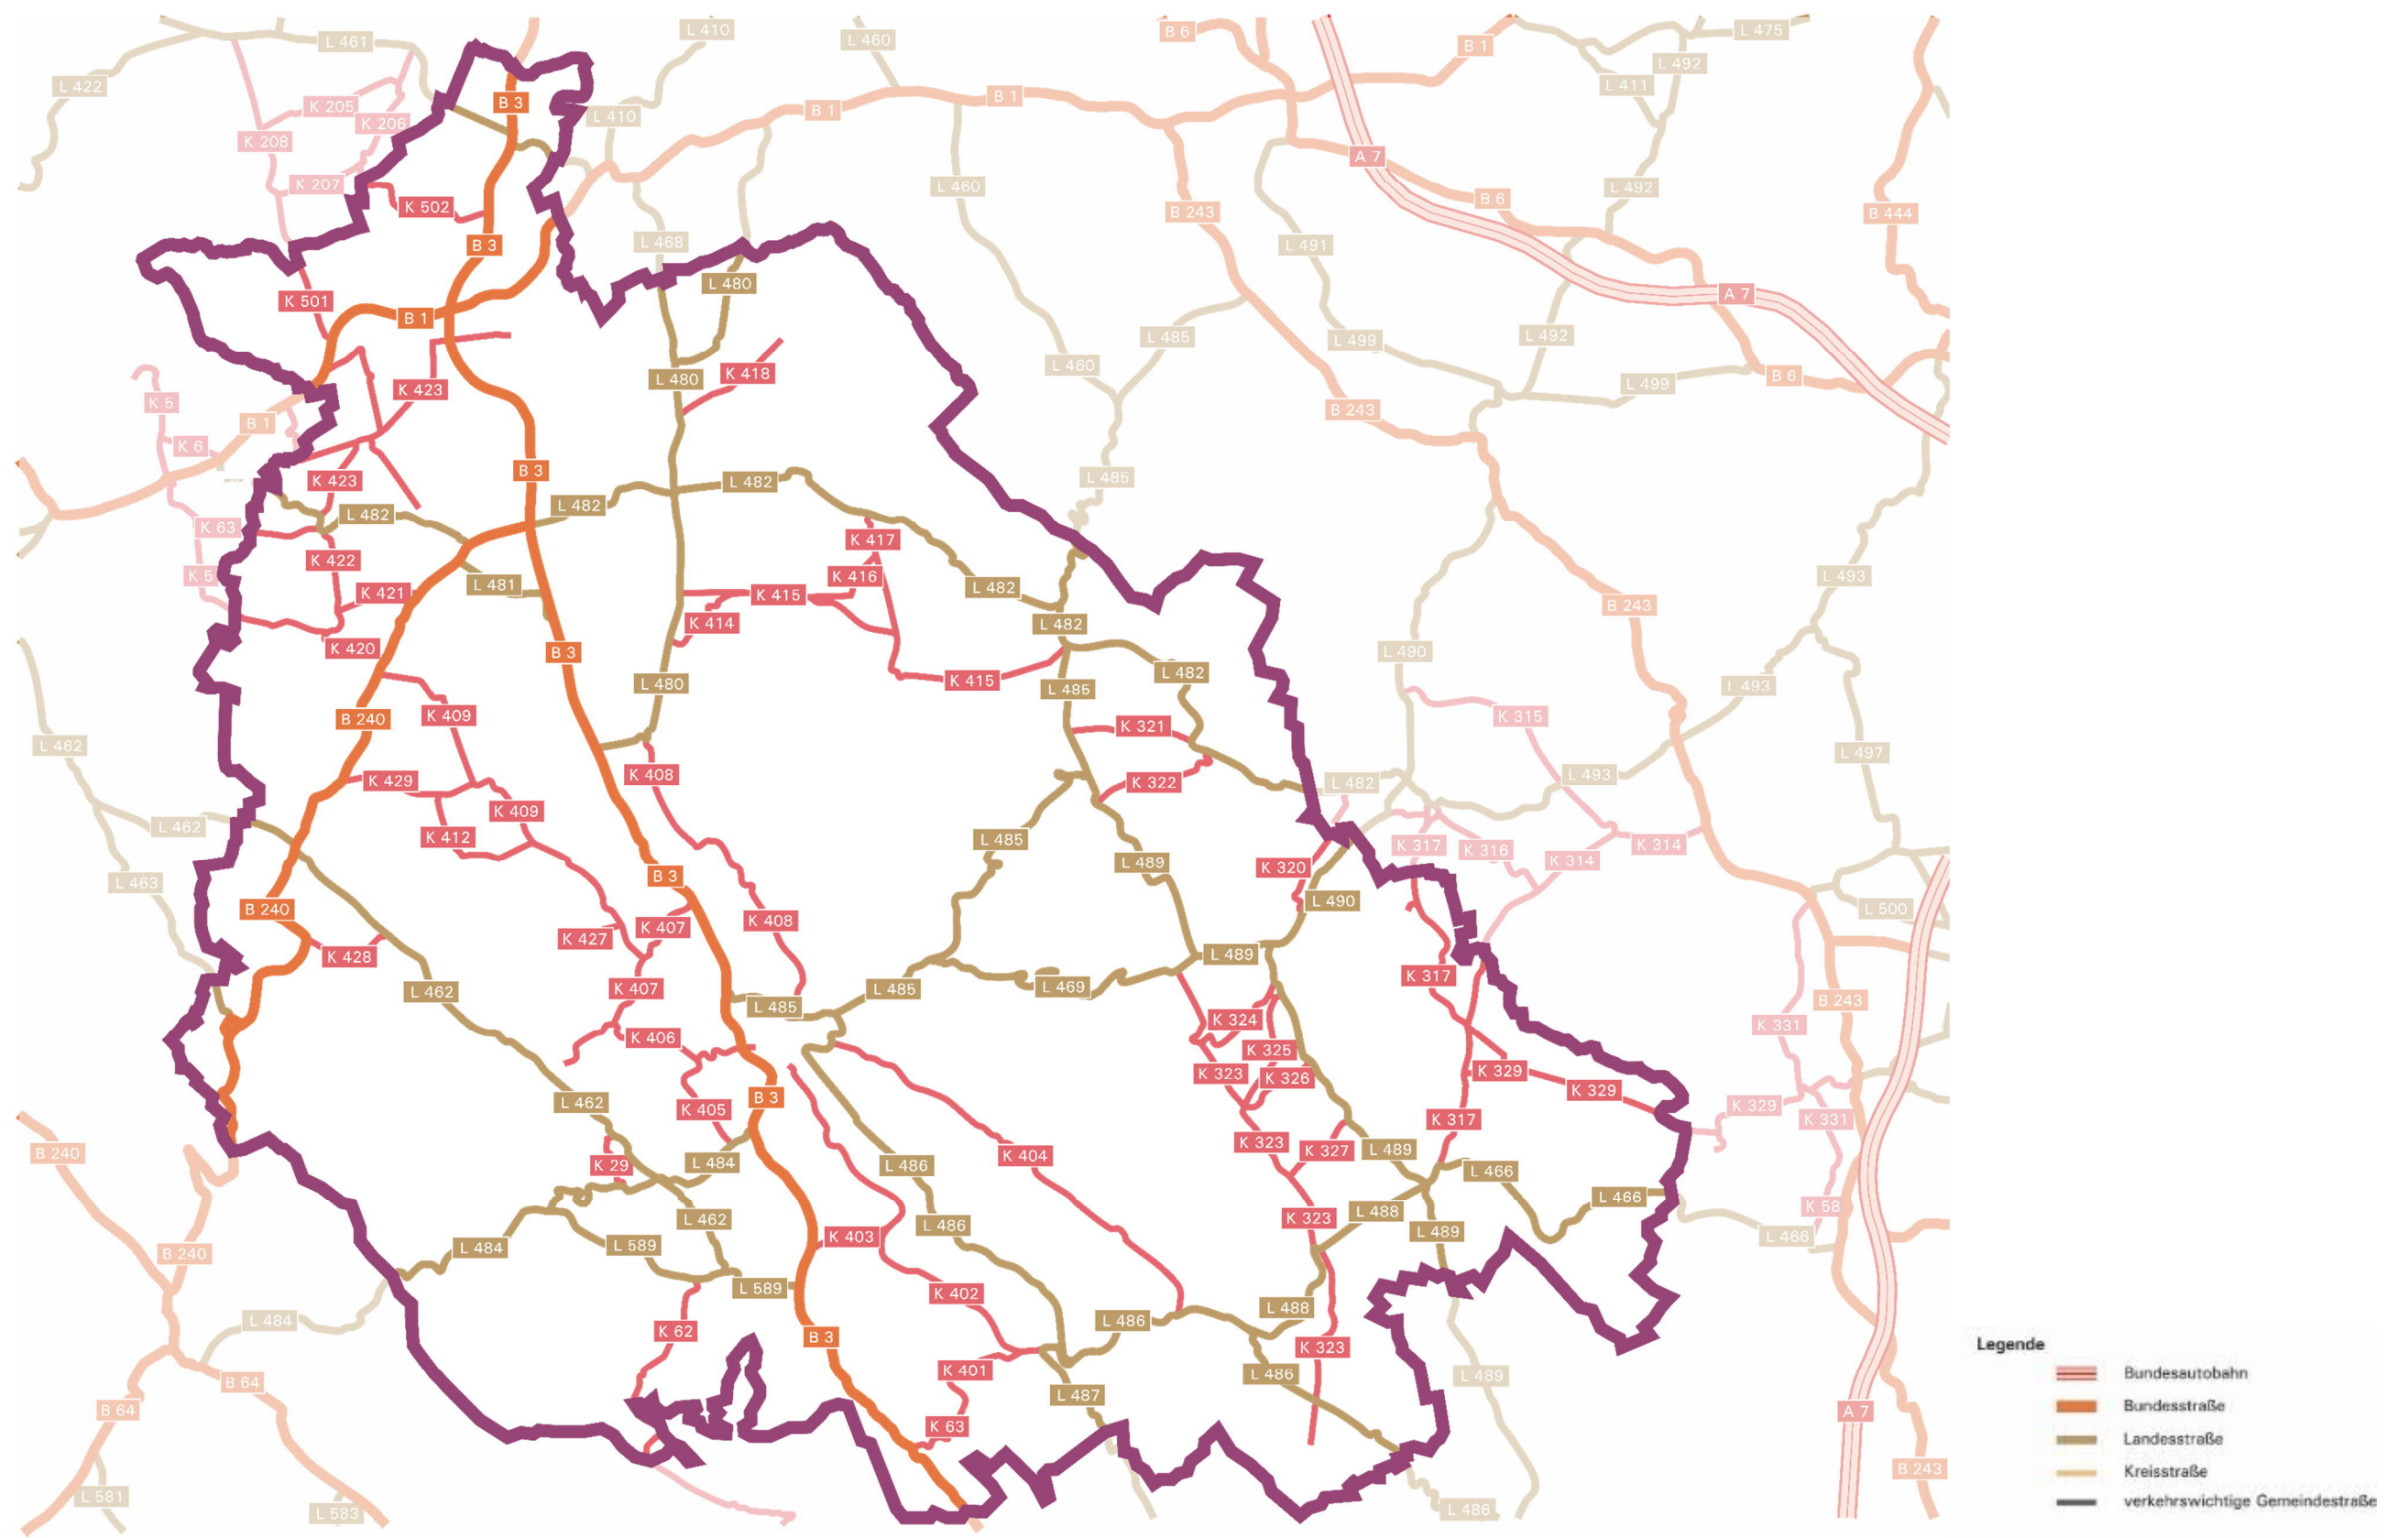 L 410
L 460
B 6
L 475
L 461
B 1
L 492
L 422
L 411
B 3
K 205
B 1
B 1
L 410
K 206
K 208
A 7
K 207
L 460
L 492
B 6
K 502
B 243
B 444
B 3
L 468
L 491
L 480
A 7
K 501
B 1
L 485
L 492
L 499
L 460
K 418
L 480
B 6
L 499
K 423
K 5
B 243
B 1
K 6
B 3
L 485
K 423
L 482
L 482
L 482
K 63
K 417
K 422
K 5
K 416
L 493
L 481
L 482
K 421
K 415
B 243
K 414
L 482
K 420
B 3
L 490
L 482
K 415
L 480
L 485
L 493
K 409
K 315
B 240
K 321
L 462
L 497
K 408
L 493
K 429
K 322
L 482
K 409
L 462
K 412
L 485
K 317
K 314
K 316
K 314
L 489
K 320
B 3
L 463
L 490
B 240
L 500
K 408
K 407
K 427
L 489
K 428
K 317
L 469
K 407
L 485
L 462
B 243
L 485
K 324
K 331
K 406
K 325
K 329
K 323
K 326
K 329
B 3
L 462
K 329
K 405
K 317
K 331
K 323
L 489
K 327
B 240
K 404
L 484
K 29
L 486
L 466
L 466
K 58
L 488
L 462
K 323
L 486
L 489
K 403
L 466
L 589
L 484
B 240
L 589
K 402
L 488
L 484
L 486
K 62
B 3
Legende
K 323
K 401
L 486
L 489
Bundesautobahn
B 64
L 487
Bundesstraße
B 64
A 7
K 63
Landesstraße
B 243
Kreisstraße
L 581
verkehrswichtige Gemeindestraße
L 486
L 583